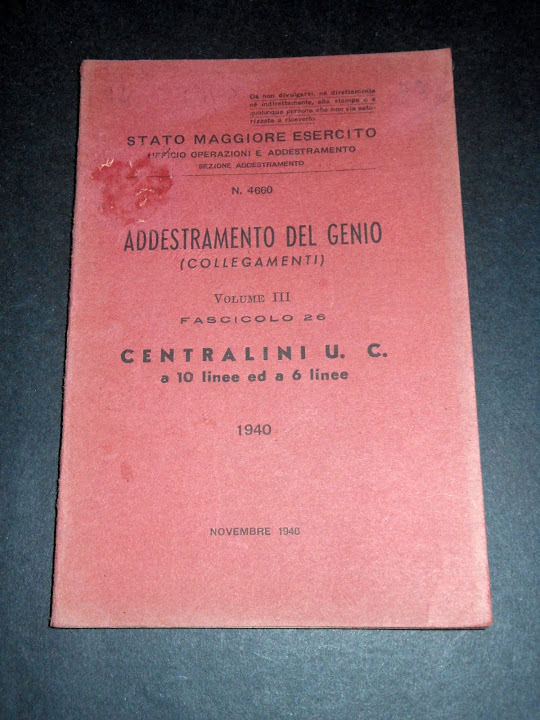 Da non divulgarsi, nè direttamente
nè indirettamente, alla stampa o a
qualunque persona che non sia auto-
rizzata a riceverlo
STATO MAGGIORE ESERCITO
UFFICIO OPERAZIONI E ADDESTRAMENTO
SEZIONE ADDESTRAMENTO
N. 4660
ADDESTRAMENTO DEL GENIO
(COLLEGAMENTI)
VOLUME III
FASCICOLO 26
CENTRALINI U. C.
a 10 linee ed a 6 linee
1940
NOVEMBRE 1946